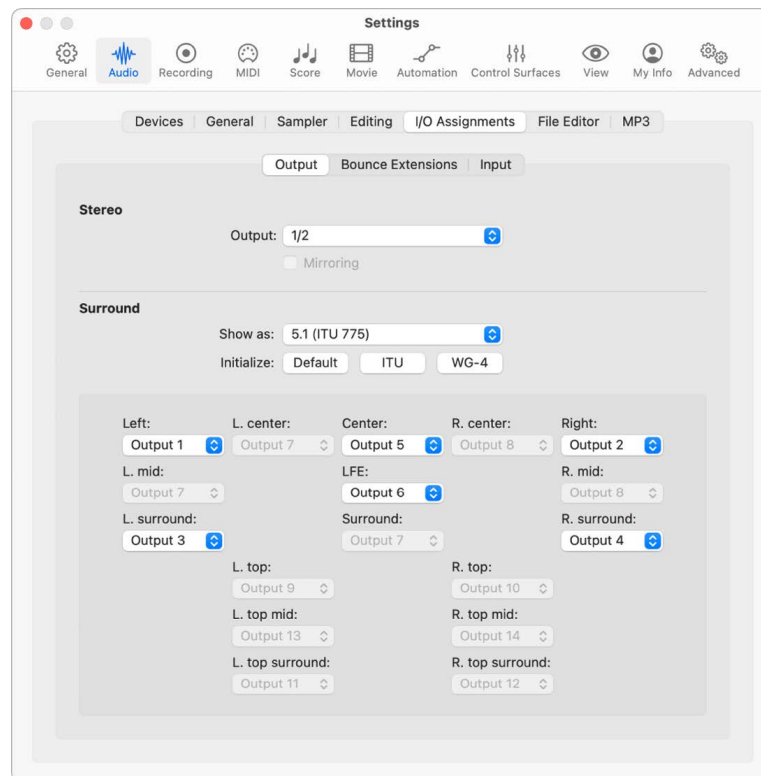 Settings
General Audio Recording MIDI Score Movie Automation Control Surfaces View My Info Advanced
Devices General Sampler Editing I/O Assignments File Editor MP3
Output Bounce Extensions Input
Stereo
Output: 1/2
Mirroring
Surround
Show as: 5.1 (ITU 775)
Initialize: Default ITU WG-4
Left: L. center: Center: R. center: Right:
Output 1 Output 7 Output 5 Output 8 Output 2
L. mid: LFE: R. mid:
Output 7 Output 6 Output 8
L. surround: Surround: R. surround:
Output 3 Output 7 Output 4
L. top: R. top:
Output 9 Output 10
L. top mid: R. top mid:
Output 13 Output 14
L. top surround: R. top surround:
Output 11 Output 12